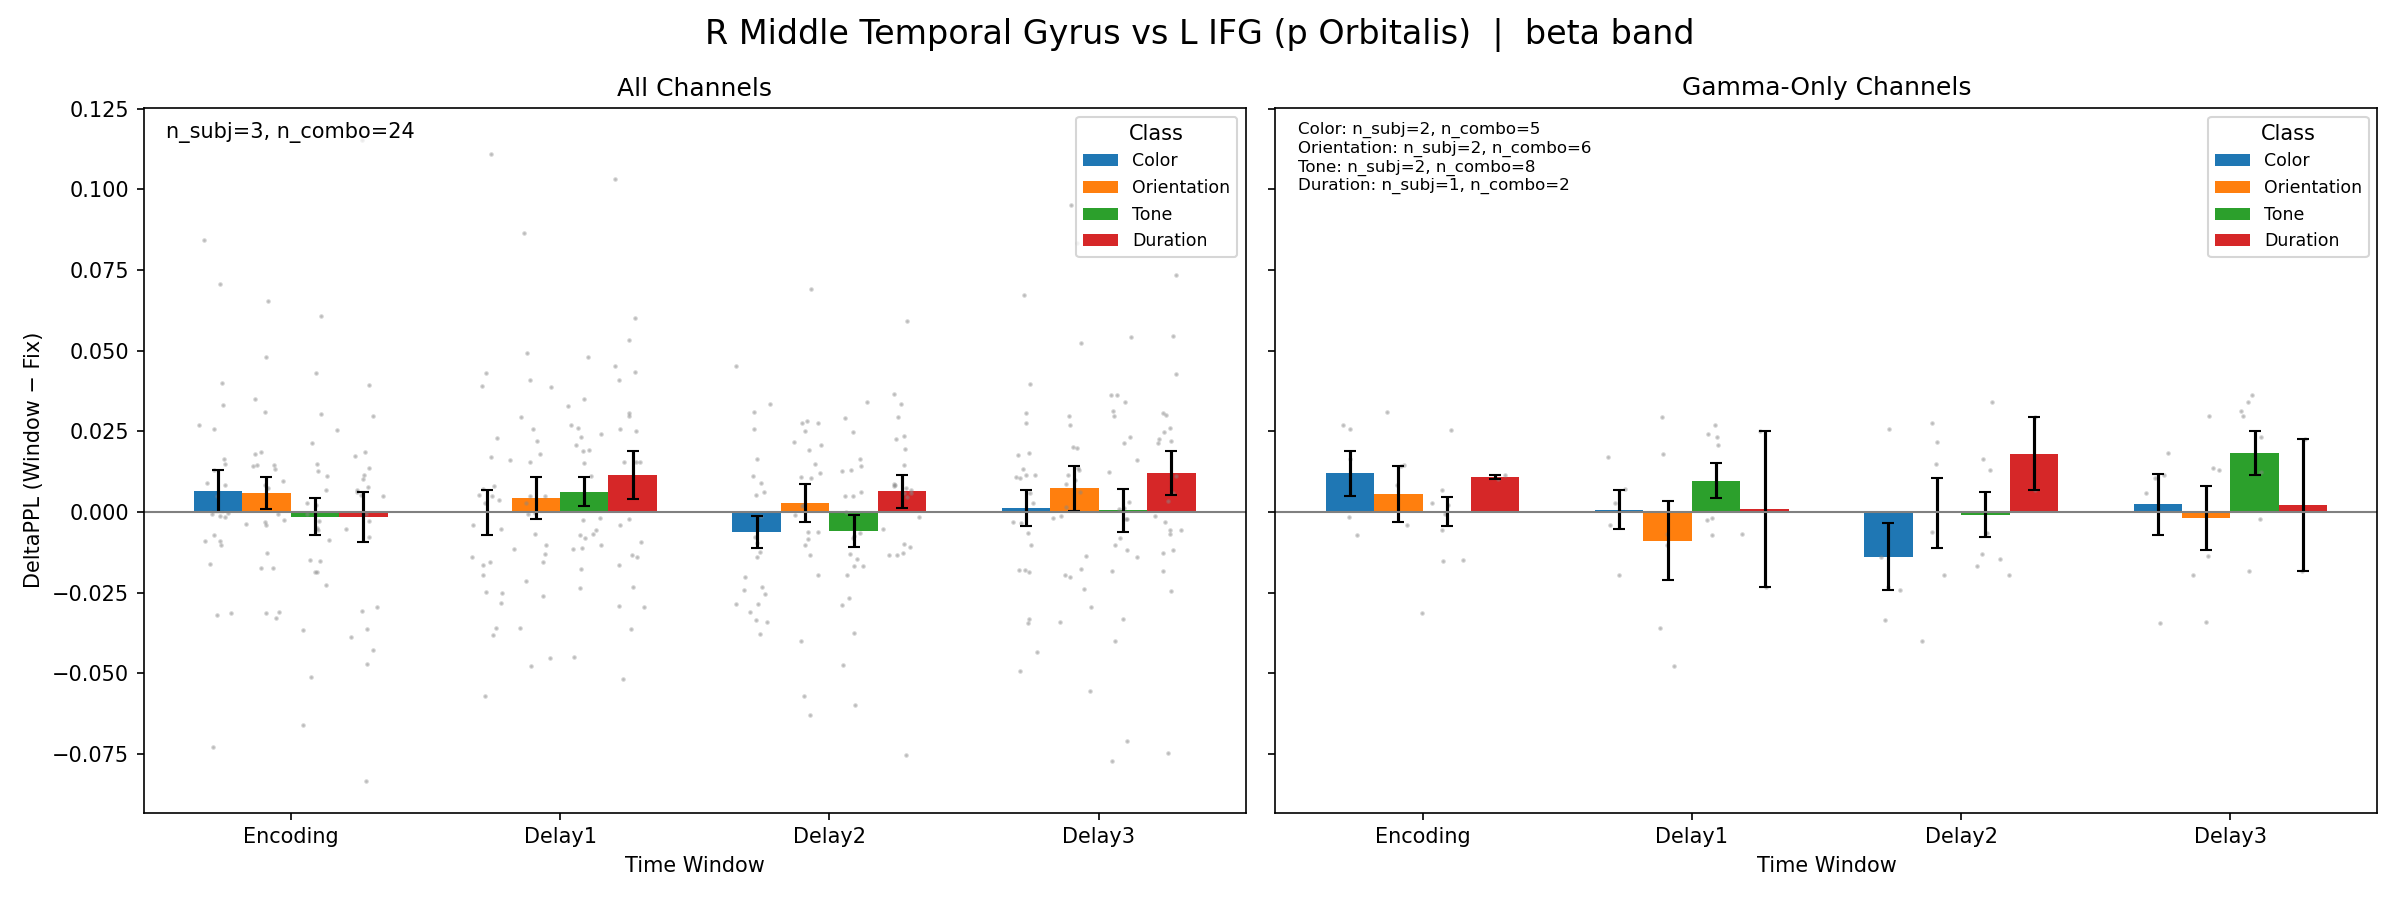 R Middle Temporal Gyrus vs L IFG (p Orbitalis)  |  beta band
All Channels
n_subj=3, n_combo=24
Class
Color
Orientation
Tone
Duration
0.125
0.100
0.075
0.050
0.025
0.000
−0.025
−0.050
−0.075
DeltaPPL (Window − Fix)
Encoding
Delay1
Delay2
Delay3
Time Window
Gamma-Only Channels
Color: n_subj=2, n_combo=5
Orientation: n_subj=2, n_combo=6
Tone: n_subj=2, n_combo=8
Duration: n_subj=1, n_combo=2
Class
Color
Orientation
Tone
Duration
Encoding
Delay1
Delay2
Delay3
Time Window